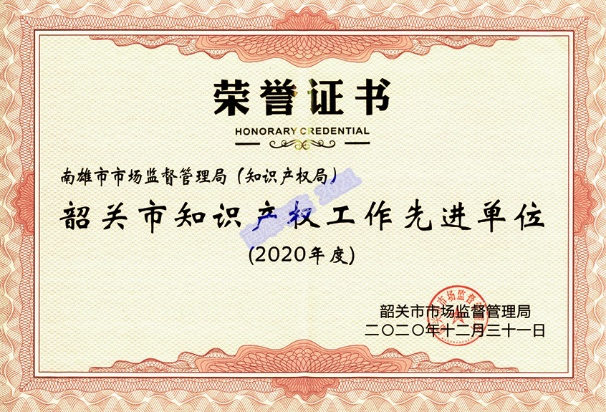 荣誉证书
HONORARY CREDENTIAL
南雄市市场监督管理局（知识产权局）
韶关市知识产权工作先进单位
(2020年度)
韶关市市场监督管理局
二〇二〇年十二月三十一日